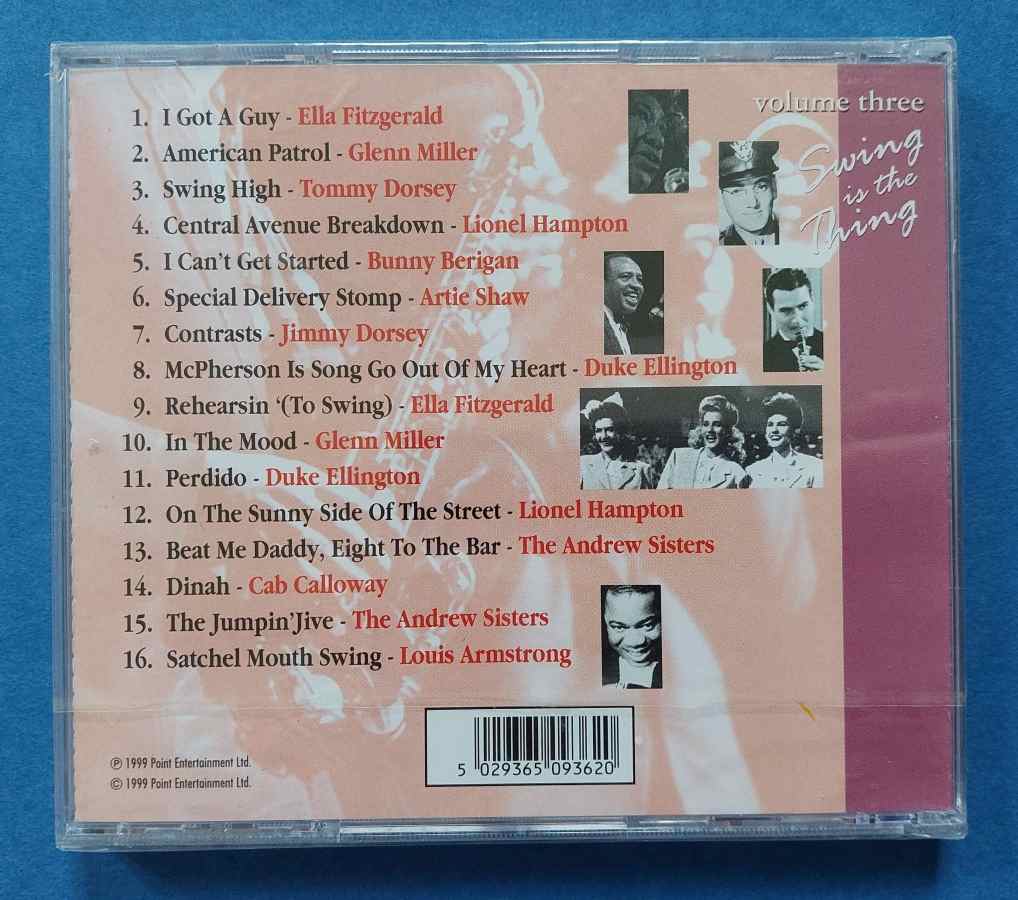 volume three
Swing
is the
Thing
1. I Got A Guy - Ella Fitzgerald
2. American Patrol - Glenn Miller
3. Swing High - Tommy Dorsey
4. Central Avenue Breakdown - Lionel Hampton
5. I Can't Get Started - Bunny Berigan
6. Special Delivery Stomp - Artie Shaw
7. Contrasts - Jimmy Dorsey
8. McPherson Is Song Go Out Of My Heart - Duke Ellington
9. Rehearsin ‘(To Swing) - Ella Fitzgerald
10. In The Mood - Glenn Miller
11. Perdido - Duke Ellington
12. On The Sunny Side Of The Street - Lionel Hampton
13. Beat Me Daddy, Eight To The Bar - The Andrew Sisters
14. Dinah - Cab Calloway
15. The Jumpin'Jive - The Andrew Sisters
16. Satchel Mouth Swing - Louis Armstrong
℗ 1999 Point Entertainment Ltd.
© 1999 Point Entertainment Ltd.
5 029365 093620